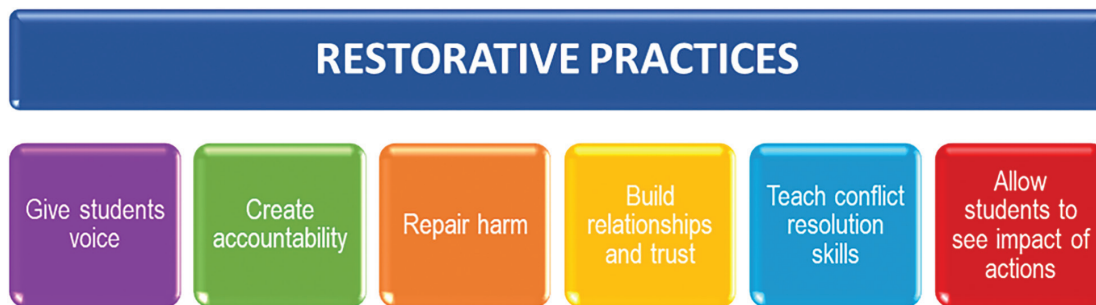 RESTORATIVE PRACTICES
Give students
voice
Create
accountability
Repair harm
Build
relationships
and trust
Teach conflict
resolution
skills
Allow
students to
see impact of
actions